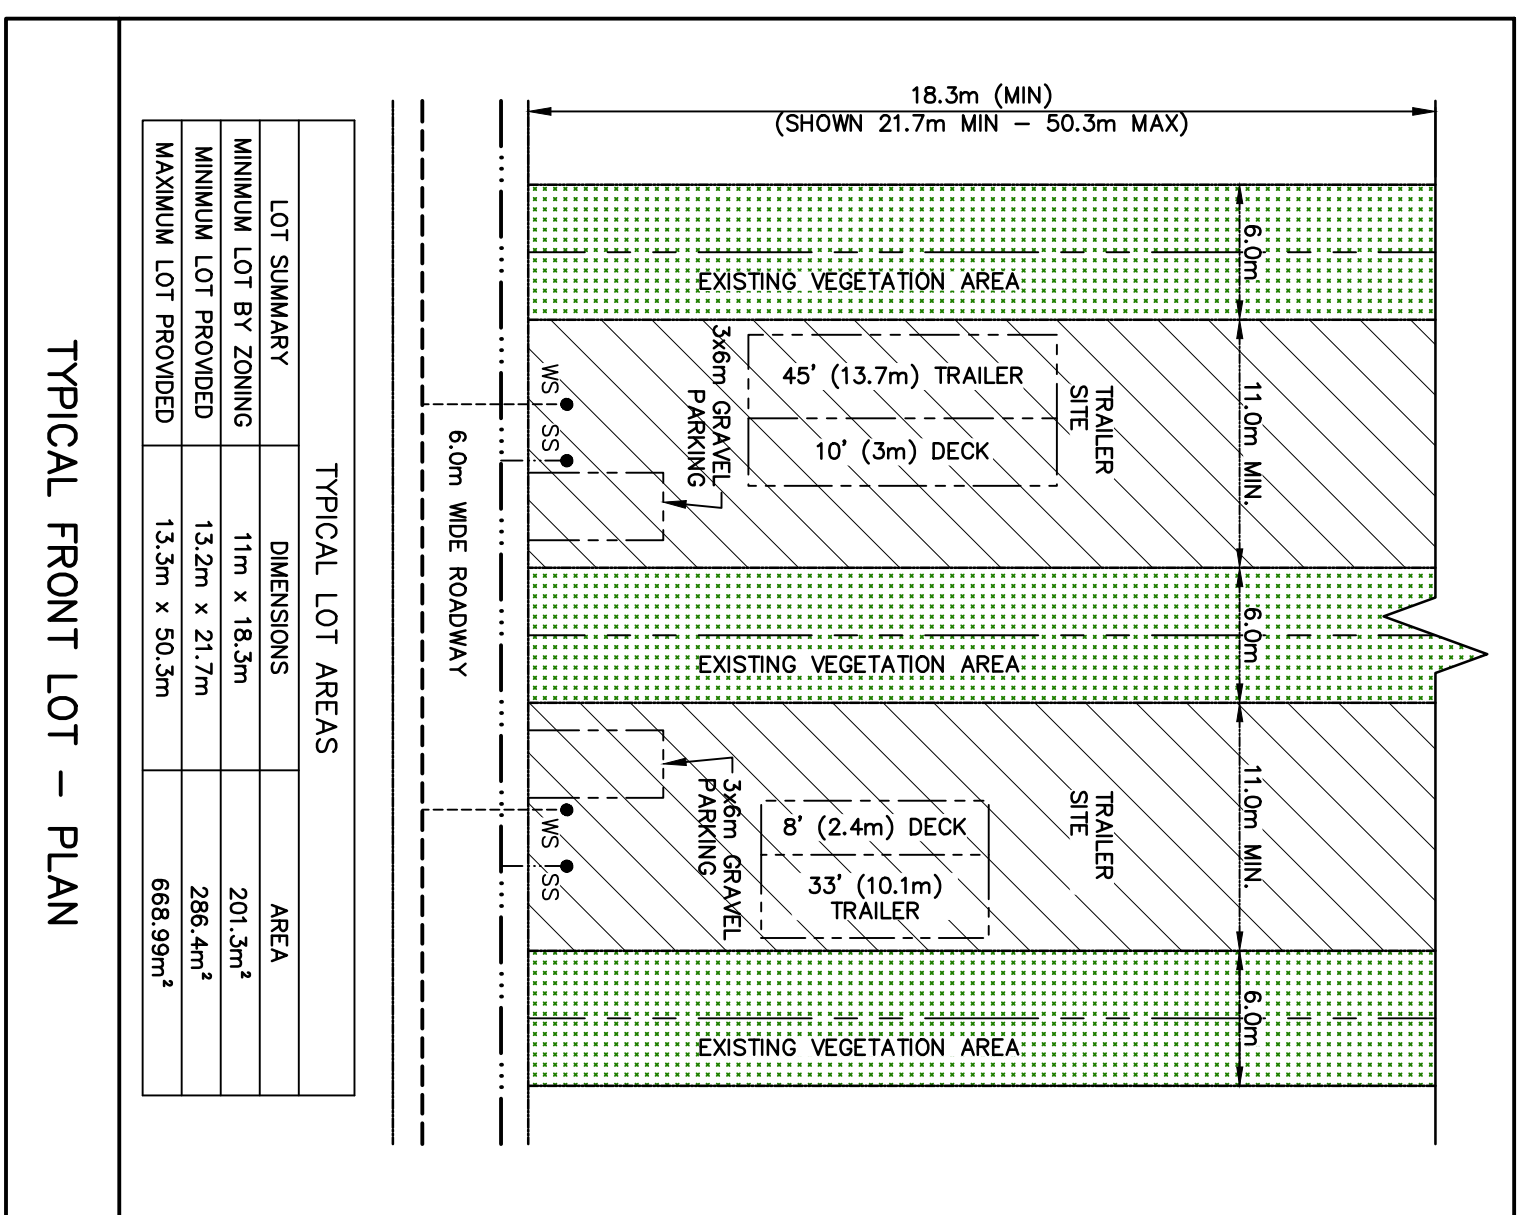 18.3m (MIN)
(SHOWN 21.7m MIN - 50.3m MAX)
6.0m
EXISTING VEGETATION AREA
11.0m MIN.
TRAILER
SITE
45' (13.7m) TRAILER
10' (3m) DECK
3x6m GRAVEL
PARKING
WS
SS
6.0m
EXISTING VEGETATION AREA
11.0m MIN.
TRAILER
SITE
8' (2.4m) DECK
33' (10.1m)
TRAILER
3x6m GRAVEL
PARKING
WS
SS
6.0m
EXISTING VEGETATION AREA
6.0m WIDE ROADWAY
TYPICAL LOT AREAS
LOT SUMMARY DIMENSIONS AREA
MINIMUM LOT BY ZONING 11m x 18.3m 201.3m²
MINIMUM LOT PROVIDED 13.2m x 21.7m 286.4m²
MAXIMUM LOT PROVIDED 13.3m x 50.3m 668.99m²
TYPICAL FRONT LOT - PLAN